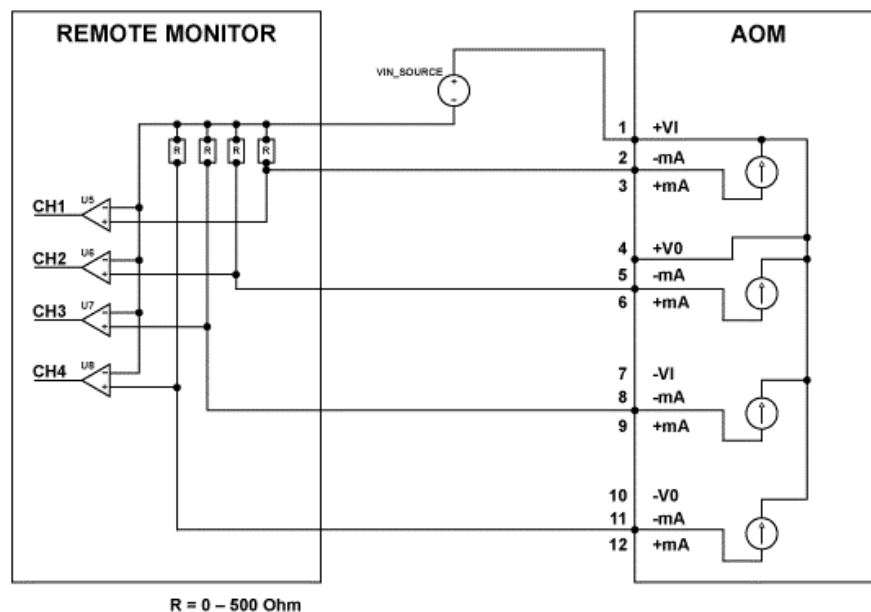 REMOTE MONITOR
AOM
VIN_SOURCE
+
-
R
R
R
R
CH1
U5
-
+
CH2
U6
-
+
CH3
U7
-
+
CH4
U8
-
+
1 +VI
2 -mA
3 +mA
4 +V0
5 -mA
6 +mA
7 -VI
8 -mA
9 +mA
10 -V0
11 -mA
12 +mA
R = 0 – 500 Ohm